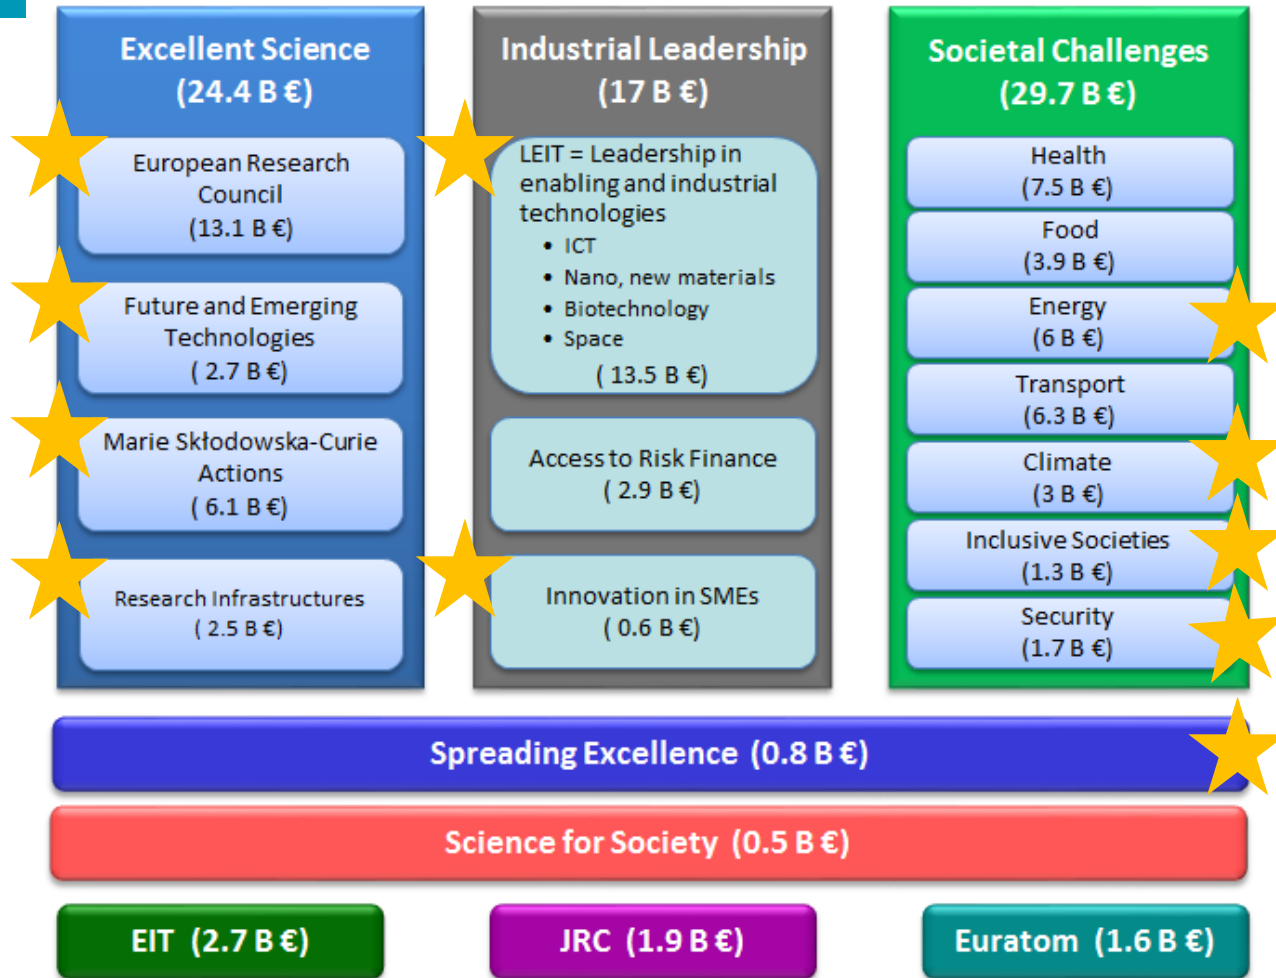 Excellent Science
(24.4 B €)
European Research
Council
(13.1 B €)
Future and Emerging
Technologies
( 2.7 B €)
Marie Skłodowska-Curie
Actions
( 6.1 B €)
Research Infrastructures
( 2.5 B €)
Industrial Leadership
(17 B €)
LEIT = Leadership in
enabling and industrial
technologies
• ICT
• Nano, new materials
• Biotechnology
• Space
( 13.5 B €)
Access to Risk Finance
( 2.9 B €)
Innovation in SMEs
( 0.6 B €)
Societal Challenges
(29.7 B €)
Health
(7.5 B €)
Food
(3.9 B €)
Energy
(6 B €)
Transport
(6.3 B €)
Climate
(3 B €)
Inclusive Societies
(1.3 B €)
Security
(1.7 B €)
Spreading Excellence (0.8 B €)
Science for Society (0.5 B €)
EIT (2.7 B €)
JRC (1.9 B €)
Euratom (1.6 B €)